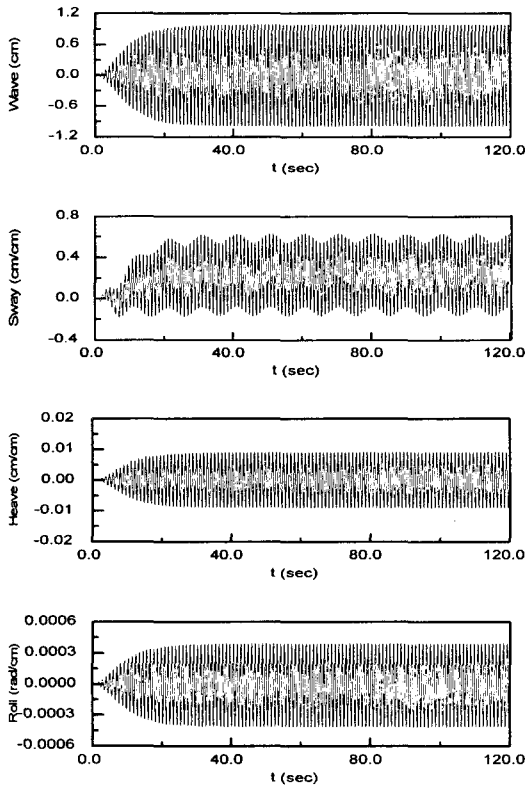 1.2
0.6
0.0
-0.6
-1.2
Wave (cm)
0.0 40.0 80.0 120.0
t (sec)
0.8
0.4
0.0
-0.4
Sway (cm/cm)
0.0 40.0 80.0 120.0
t (sec)
0.02
0.01
0.00
-0.01
-0.02
Heave (cm/cm)
0.0 40.0 80.0 120.0
t (sec)
0.0006
0.0003
0.0000
-0.0003
-0.0006
Roll (rad/cm)
0.0 40.0 80.0 120.0
t (sec)